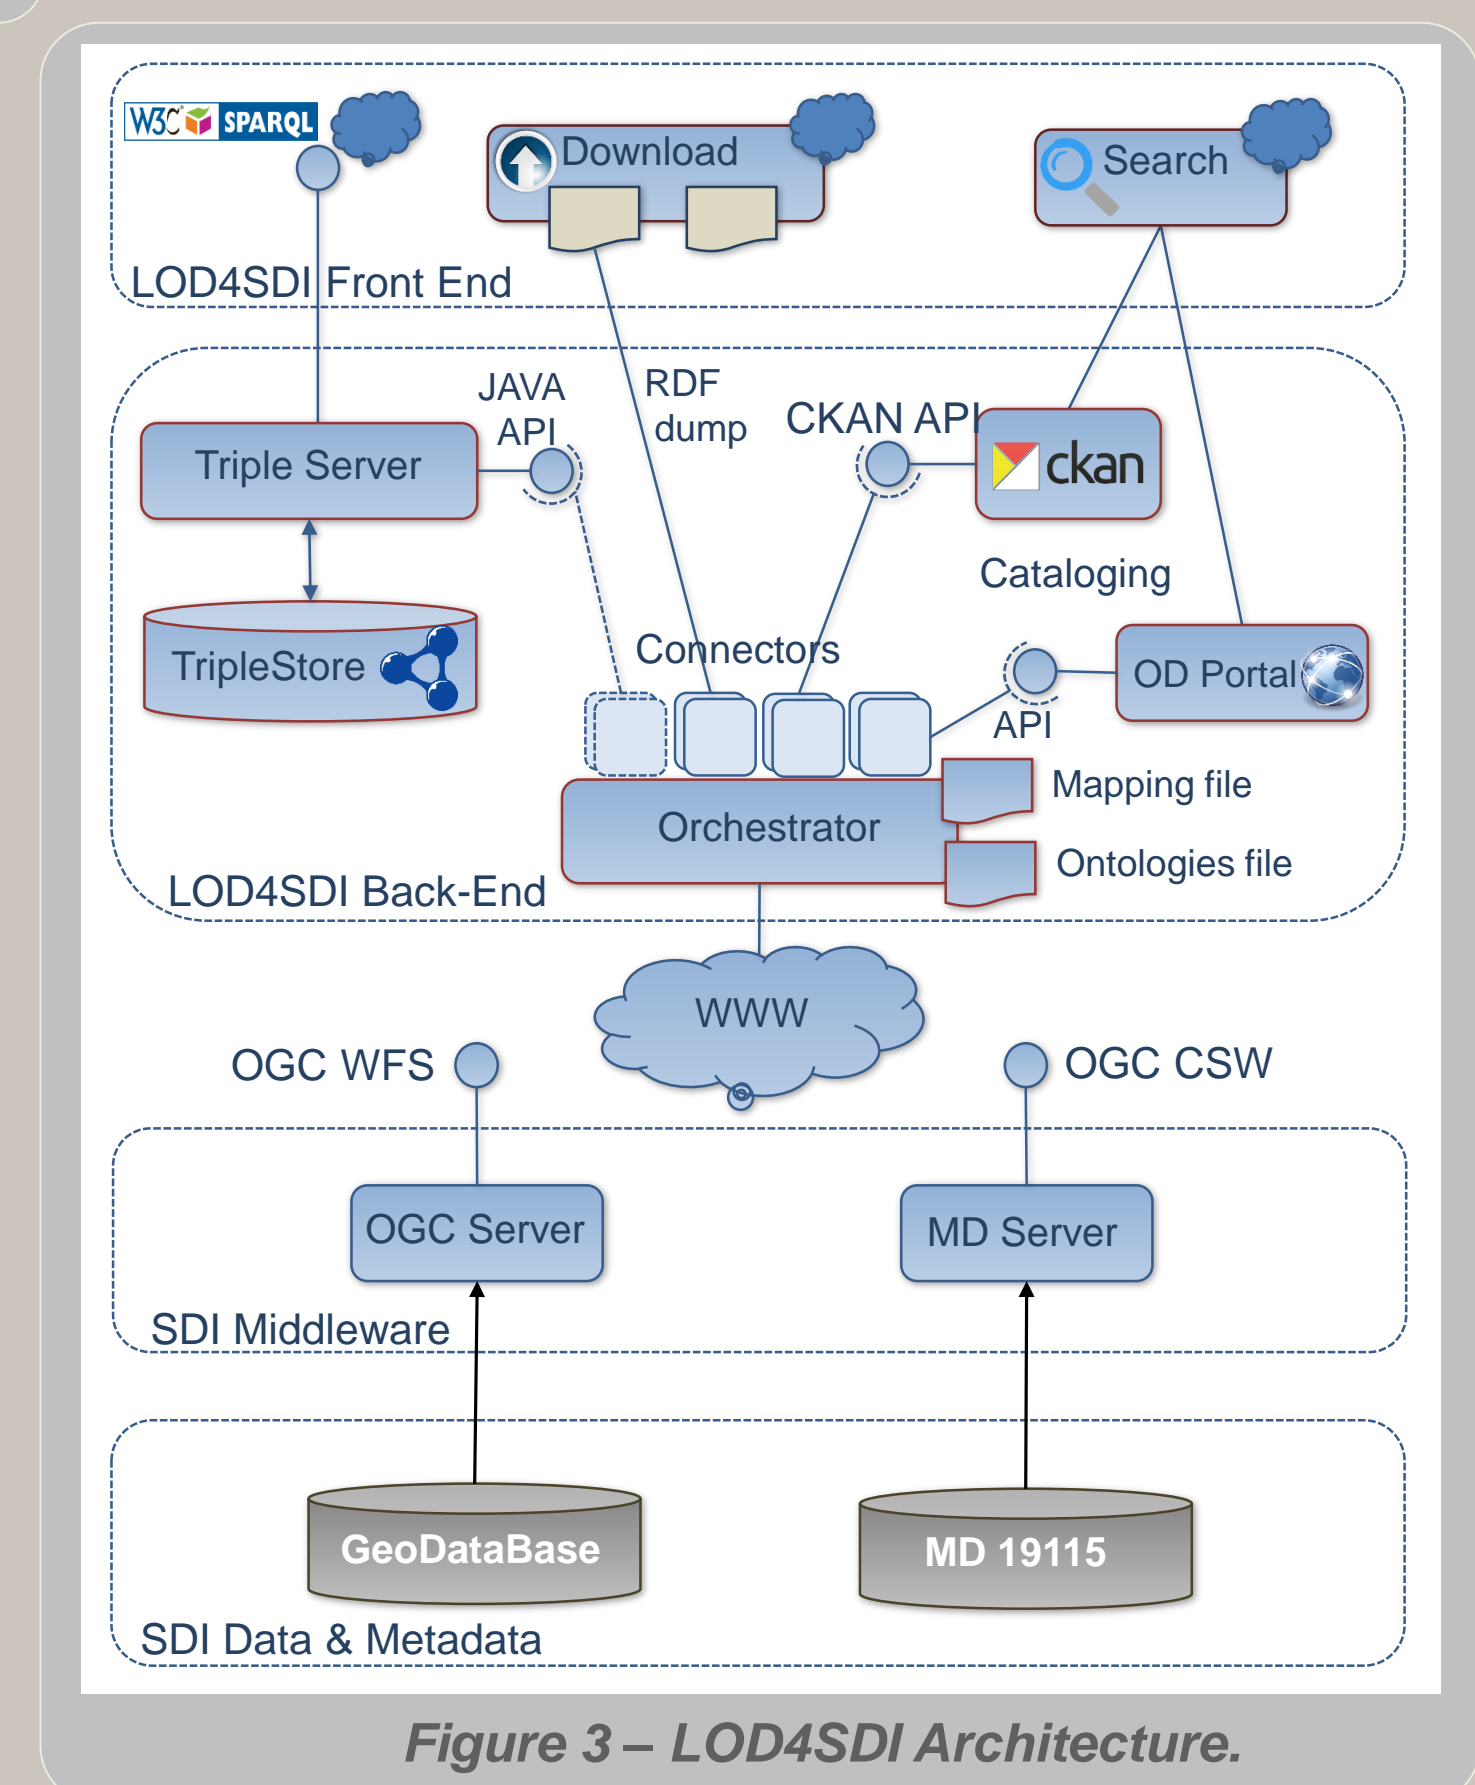 W3C SPARQL
Download
Search
LOD4SDI Front End
JAVA
API
RDF
dump
CKAN API
Triple Server
ckan
Cataloging
TripleStore
Connectors
OD Portal
API
Mapping file
Orchestrator
Ontologies file
LOD4SDI Back-End
WWW
OGC WFS
OGC CSW
OGC Server
MD Server
SDI Middleware
GeoDataBase
MD 19115
SDI Data & Metadata
Figure 3 – LOD4SDI Architecture.